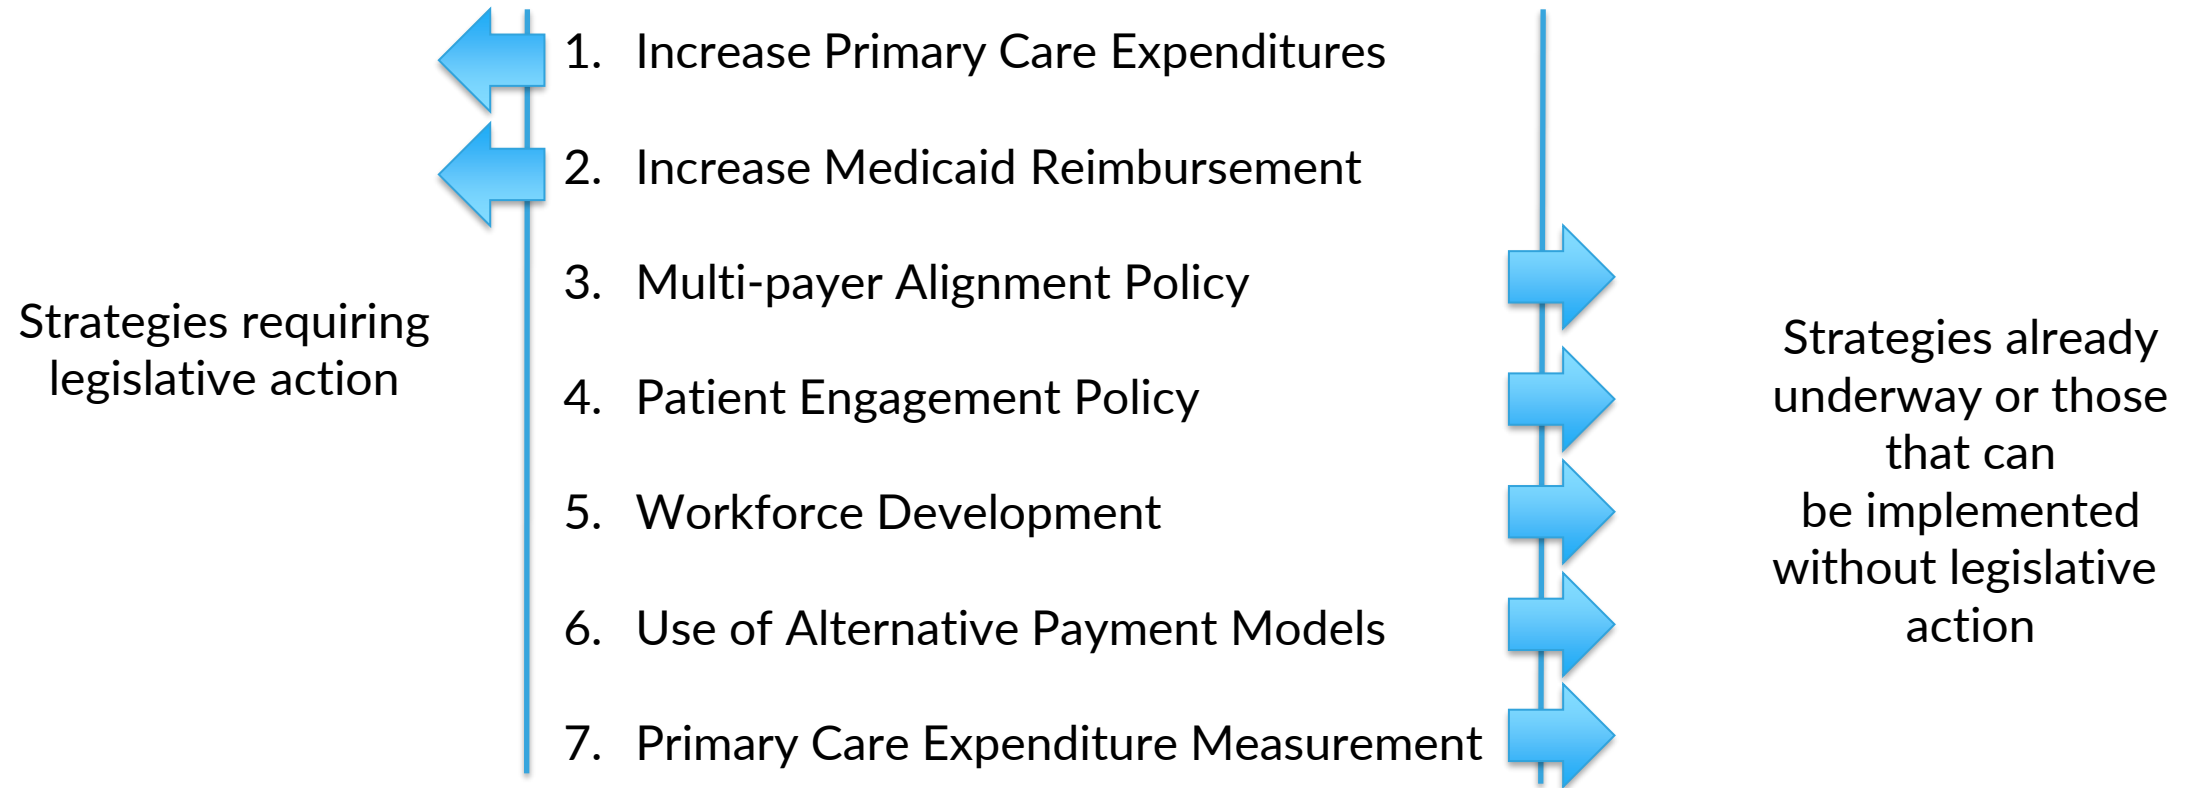 1. Increase Primary Care Expenditures
2. Increase Medicaid Reimbursement
3. Multi-payer Alignment Policy
4. Patient Engagement Policy
5. Workforce Development
6. Use of Alternative Payment Models
7. Primary Care Expenditure Measurement
Strategies requiring
legislative action
Strategies already
underway or those
that can
be implemented
without legislative
action